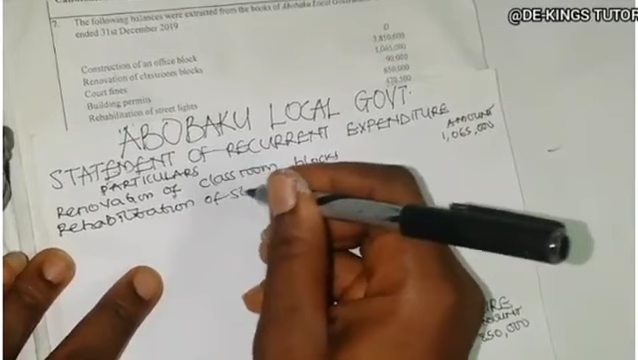 @DE-KINGS TUTOR
7. The following balances were extracted from the books of Abobaku Local
ended 31st December 2019
D
Construction of an office block 3,810,000
Renovation of classroom blocks 1,065,000
Court fines 90,000
Building permits 650,000
Rehabilitation of street lights
ABOBAKU LOCAL GOVT.
STATEMENT OF RECURRENT EXPENDITURE
PARTICULARS AMOUNT
Renovation of classroom blocks 1,065,000
Rehabilitation of St